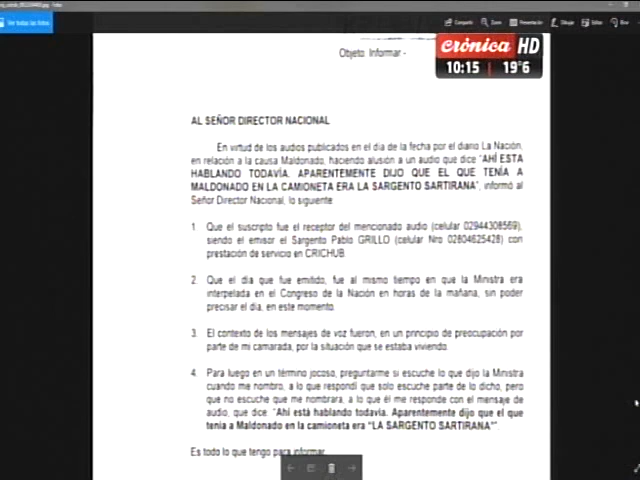 Ver todas las fotos
Compartir
Zoom
Presentación
Dibujar
Editar
crónica HD
10:15 | 19°6
Objeto Informar -
AL SEÑOR DIRECTOR NACIONAL
En virtud de los audios publicados en el día de la fecha por el diario La Nación,
en relación a la causa Maldonado, haciendo alusión a un audio que dice "AHÍ ESTA
HABLANDO TODAVÍA. APARENTEMENTE DIJO QUE EL QUE TENÍA A
MALDONADO EN LA CAMIONETA ERA LA SARGENTO SARTIRANA", informó al
Señor Director Nacional, lo siguiente
1. Que el suscripto fue el receptor del mencionado audio (celular 02944308569),
siendo el emisor el Sargento Pablo GRILLO (celular Nro 02804625428) con
prestación de servicio en CRICHUB.
2. Que el día que fue emitido, fue al mismo tiempo en que la Ministra era
interpelada en el Congreso de la Nación en horas de la mañana, sin poder
precisar el día, en este momento.
3. El contexto de los mensajes de voz fueron, en un principio de preocupación por
parte de mi camarada, por la situación que se estaba viviendo.
4. Para luego en un término jocoso, preguntarme si escuche lo que dijo la Ministra
cuando me nombro, a lo que respondí que solo escuche parte de lo dicho, pero
que no escuche que me nombrara, a lo que él me responde con el mensaje de
audio, que dice: "Ahí está hablando todavía. Aparentemente dijo que el que
tenía a Maldonado en la camioneta era "LA SARGENTO SARTIRANA""
Es todo lo que tengo para informar.